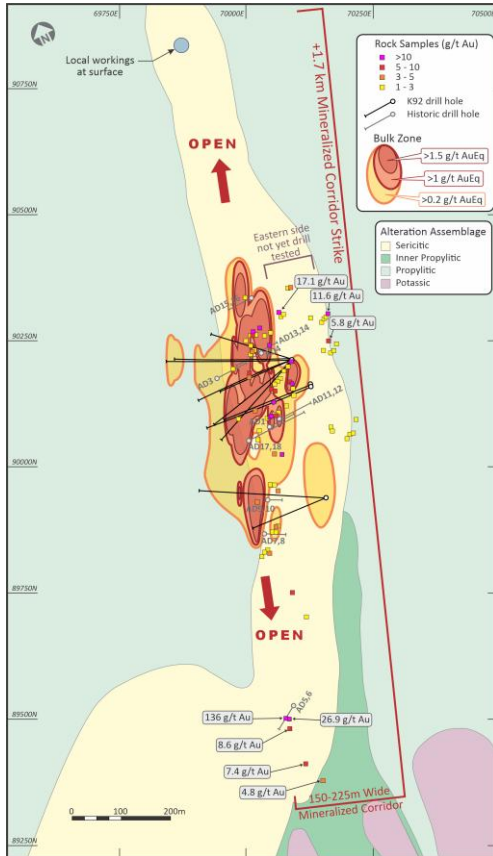 69750E
70000E
70250E
70500E
N
Local workings
at surface
90750N
90500N
90250N
90000N
89750N
89500N
89250N
+1.7 km Mineralized Corridor Strike
Rock Samples (g/t Au)
>10
5 - 10
3 - 5
1 - 3
K92 drill hole
Historic drill hole
Bulk Zone
>1.5 g/t AuEq
>1 g/t AuEq
>0.2 g/t AuEq
Alteration Assemblage
Sericitic
Inner Propylitic
Propylitic
Potassic
OPEN
Eastern side
not yet drill
tested
17.1 g/t Au
11.6 g/t Au
5.8 g/t Au
AD13,14
AD3
AD11,12
AD17,18
AD7,8
OPEN
AD5,6
136 g/t Au
26.9 g/t Au
8.6 g/t Au
7.4 g/t Au
4.8 g/t Au
150-225m Wide
Mineralized Corridor
0
100
200m